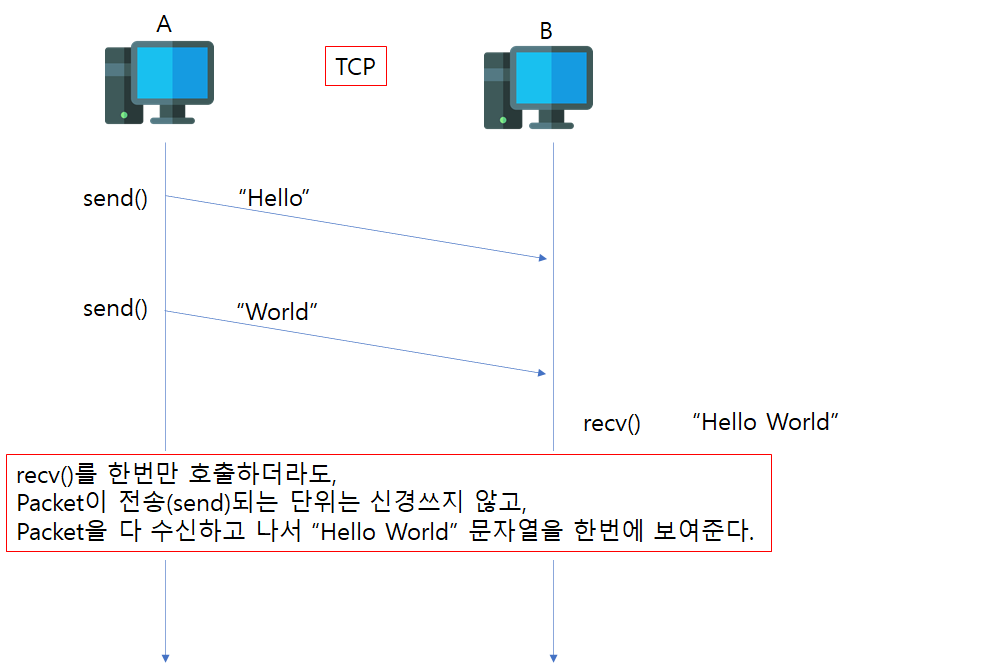 A
B
TCP
send() “Hello”
send() “World”
recv() “Hello World”
recv()를 한번만 호출하더라도,
Packet이 전송(send)되는 단위는 신경쓰지 않고,
Packet을 다 수신하고 나서 “Hello World” 문자열을 한번에 보여준다.